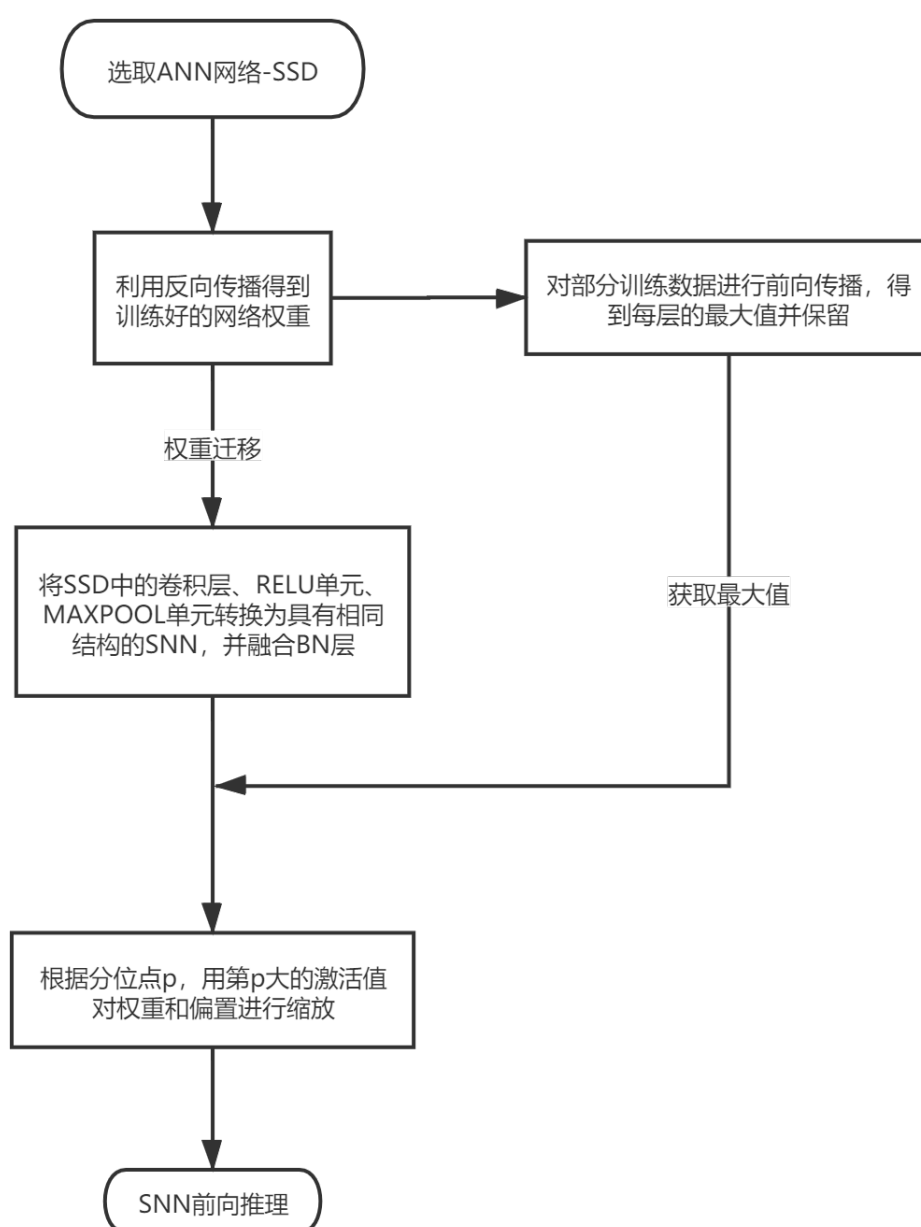 选取ANN网络-SSD
利用反向传播得到
训练好的网络权重
对部分训练数据进行前向传播，得
到每层的最大值并保留
权重迁移
将SSD中的卷积层、RELU单元、
MAXPOOL单元转换为具有相同
结构的SNN，并融合BN层
获取最大值
根据分位点p，用第p大的激活值
对权重和偏置进行缩放
SNN前向推理